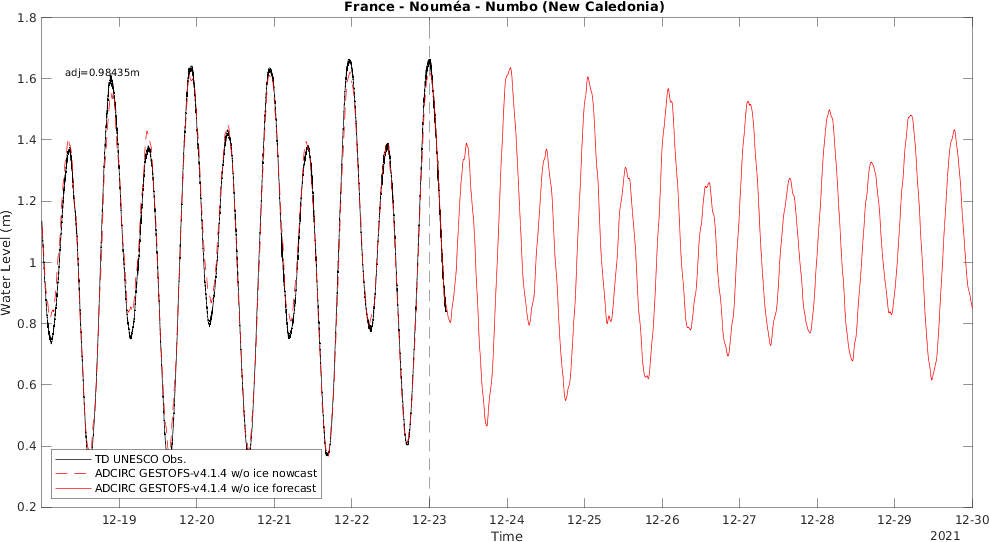 France - Nouméa - Numbo (New Caledonia)
1.8
1.6
1.4
1.2
1
0.8
0.6
0.4
0.2
Water Level (m)
adj=0.98435m
TD UNESCO Obs.
ADCIRC GESTOFS-v4.1.4 w/o ice nowcast
ADCIRC GESTOFS-v4.1.4 w/o ice forecast
12-19 12-20 12-21 12-22 12-23 12-24 12-25 12-26 12-27 12-28 12-29 12-30
Time
2021